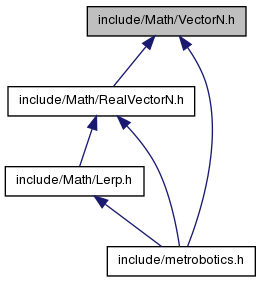 include/Math/VectorN.h
include/Math/RealVectorN.h
include/Math/Lerp.h
include/metrobotics.h